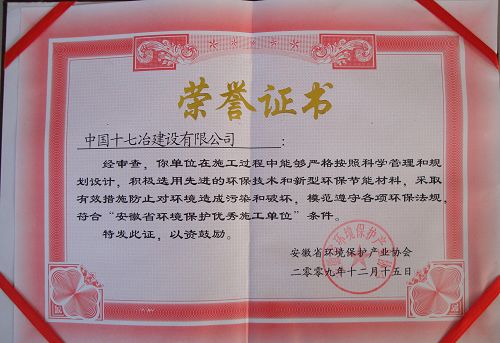 荣誉证书
中国十七冶建设有限公司：
经审查，你单位在施工过程中能够严格按照科学管理和规
划设计，积极选用先进的环保技术和新型环保节能材料，采取
有效措施防止对环境造成污染和破坏，模范遵守各项环保法规，
符合“安徽省环境保护优秀施工单位”条件。
特发此证，以资鼓励。
安徽省环境保护产业协会
二零零九年十二月十五日